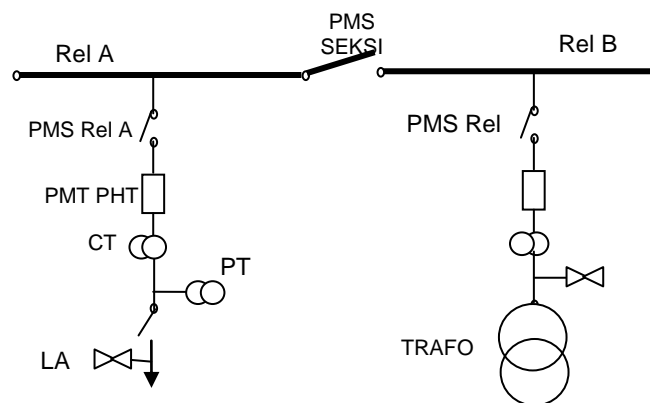 PMS
SEKSI
Rel A
Rel B
PMS Rel A
PMS Rel
PMT PHT
CT
PT
LA
TRAFO